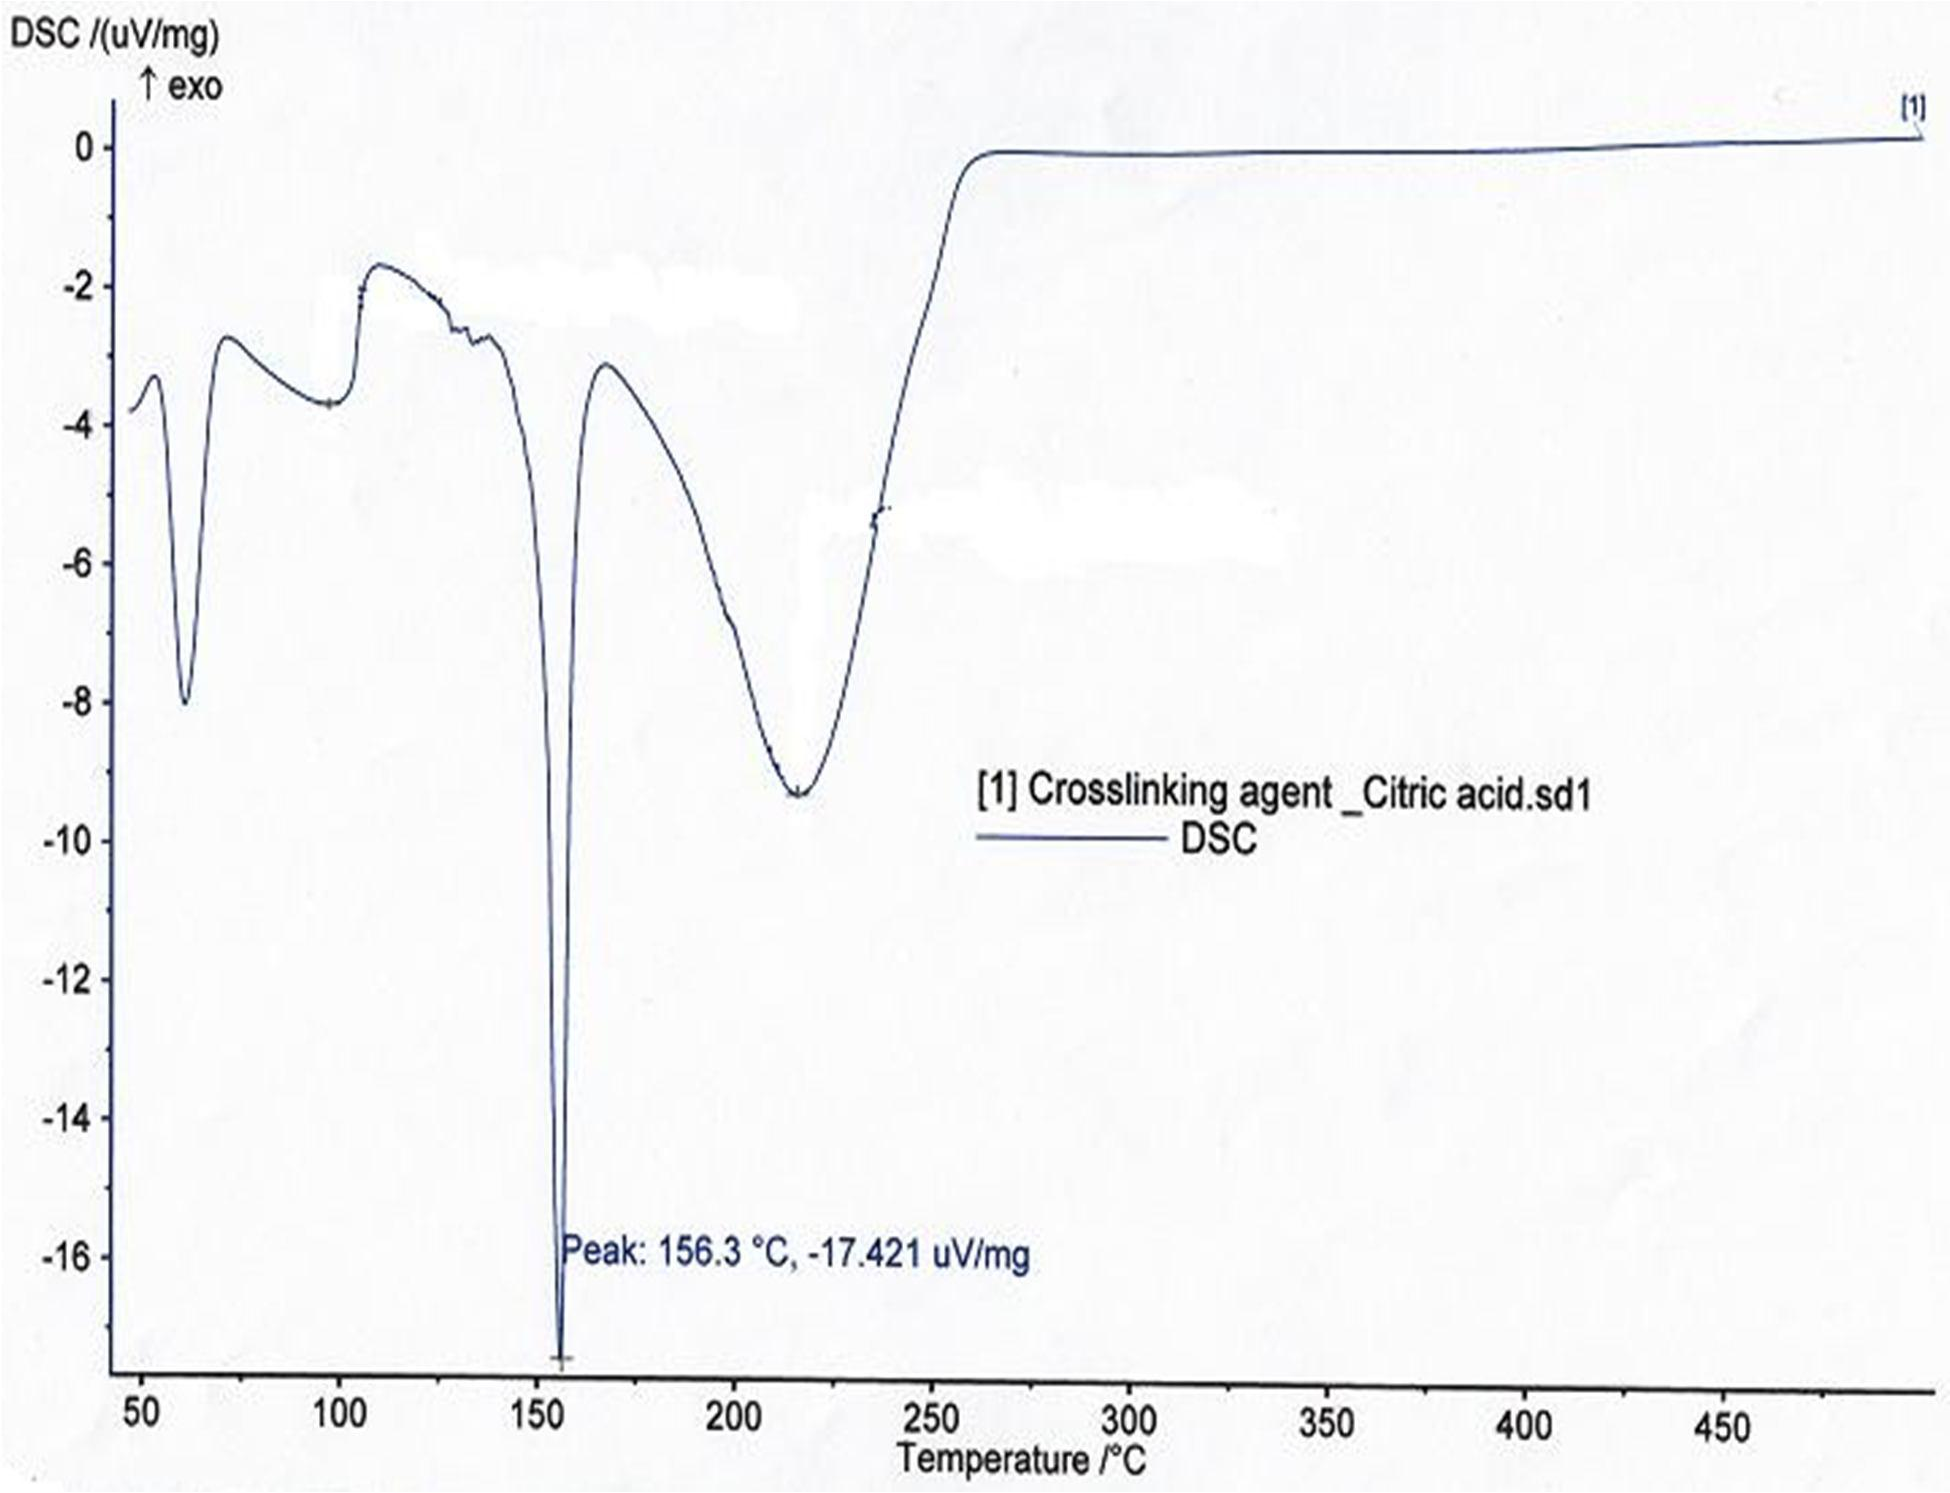 DSC /(uV/mg)
↑ exo
[1]
0
-2
-4
-6
-8
[1] Crosslinking agent _Citric acid.sd1
DSC
-10
-12
-14
Peak: 156.3 °C, -17.421 uV/mg
-16
50 100 150 200 250 300 350 400 450
Temperature /°C